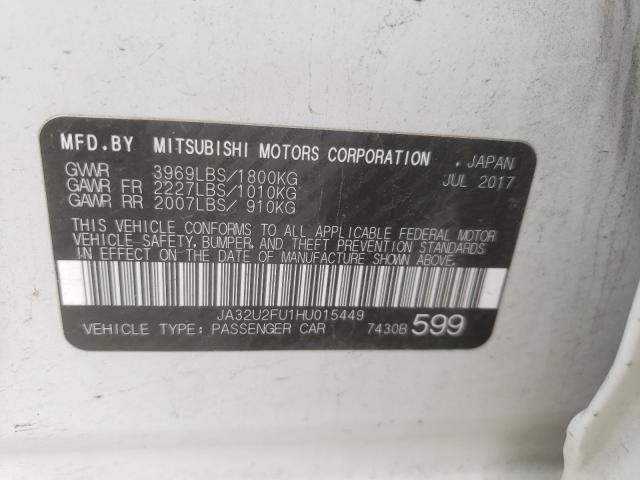 MFD.BY MITSUBISHI MOTORS CORPORATION , JAPAN
GVWR 3969LBS/1800KG JUL 2017
GAWR FR 2227LBS/1010KG
GAWR RR 2007LBS/ 910KG
THIS VEHICLE CONFORMS TO ALL APPLICABLE FEDERAL MOTOR
VEHICLE SAFETY, BUMPER, AND THEFT PREVENTION STANDARDS
IN EFFECT ON THE DATE OF MANUFACTURE SHOWN ABOVE.
JA32U2FU1HU015449
VEHICLE TYPE: PASSENGER CAR 7430B 599